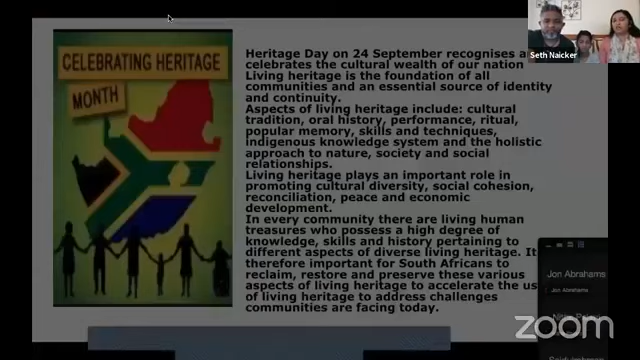 CELEBRATING HERITAGE
MONTH
Heritage Day on 24 September recognises
celebrates the cultural wealth of our nation
Living heritage is the foundation of all
communities and an essential source of identity
and continuity.
Aspects of living heritage include: cultural
tradition, oral history, performance, ritual,
popular memory, skills and techniques,
indigenous knowledge system and the holistic
approach to nature, society and social
relationships.
Living heritage plays an important role in
promoting cultural diversity, social cohesion,
reconciliation, peace and economic
development.
In every community there are living human
treasures who possess a high degree of
knowledge, skills and history pertaining to
different aspects of diverse living heritage. It
therefore important for South Africans to
reclaim, restore and preserve these various
aspects of living heritage to accelerate the
of living heritage to address challenges
communities are facing today.
Seth Naicker
Jon Abrahams
Jon Abrahams
zoom